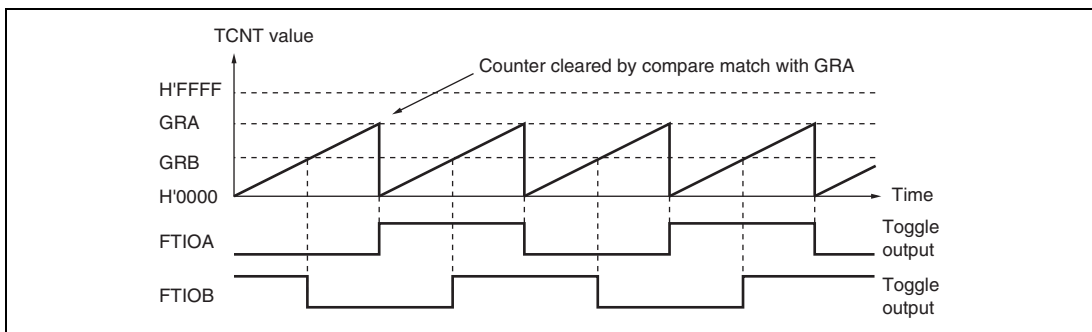 TCNT value
Counter cleared by compare match with GRA
H'FFFF
GRA
GRB
H'0000
Time
FTIOA
Toggle
output
FTIOB
Toggle
output